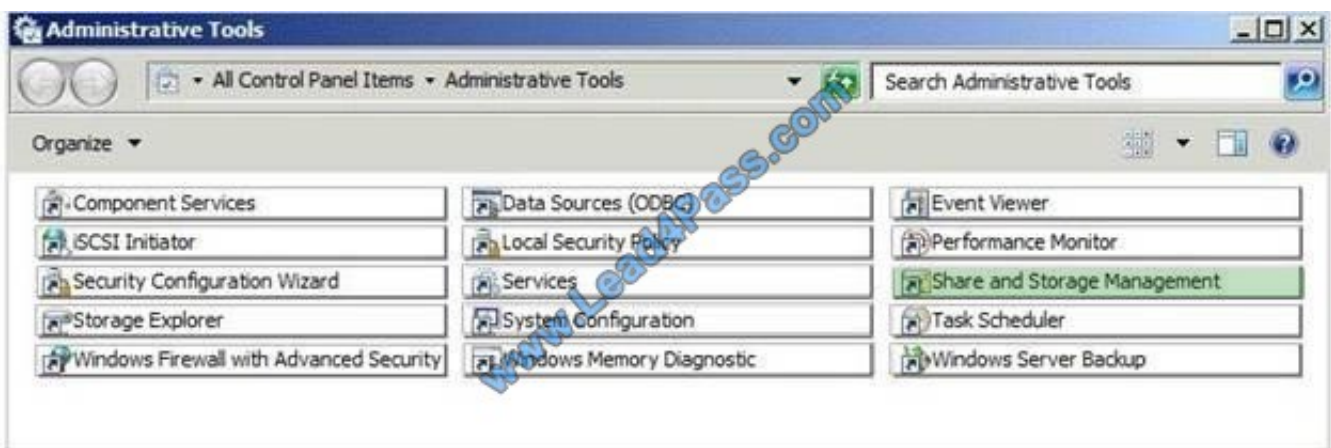 Administrative Tools
All Control Panel Items Administrative Tools
Search Administrative Tools
Organize
Component Services
Data Sources (ODBC)
Event Viewer
iSCSI Initiator
Local Security Policy
Performance Monitor
Security Configuration Wizard
Services
Share and Storage Management
Storage Explorer
System Configuration
Task Scheduler
Windows Firewall with Advanced Security
Windows Memory Diagnostic
Windows Server Backup
www.Lead4Pass.com